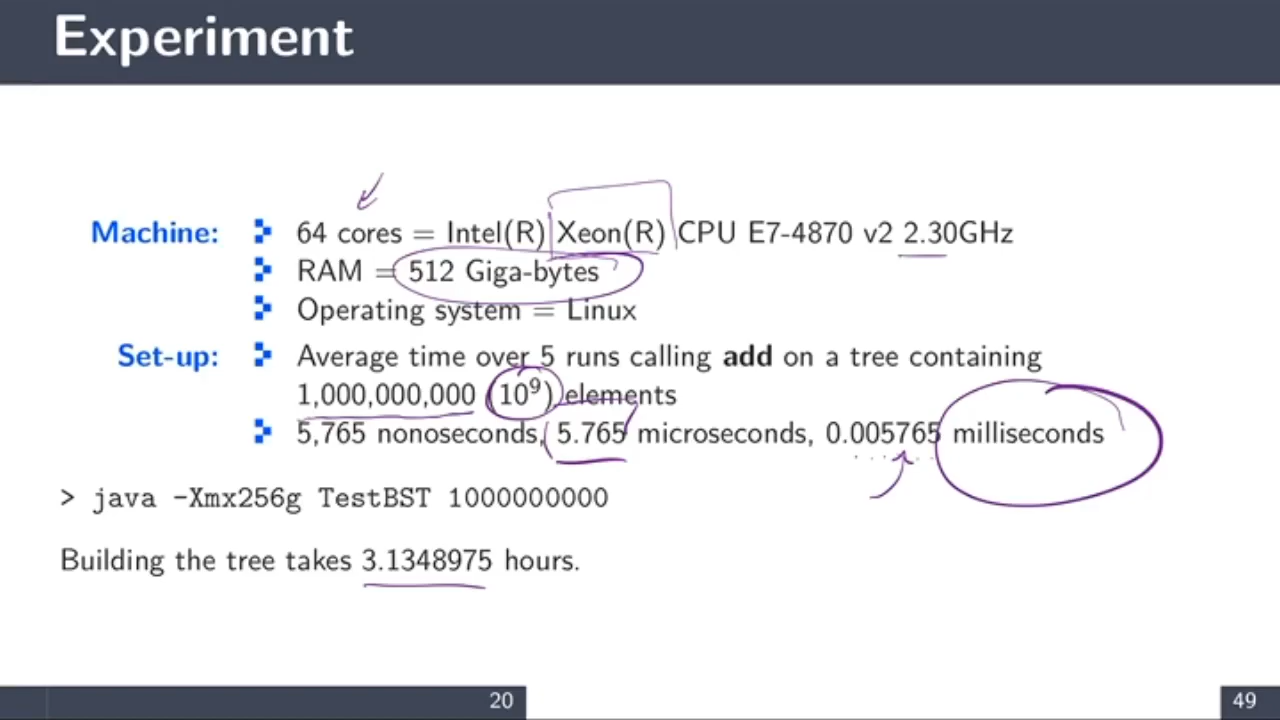 Experiment
Machine: 64 cores = Intel(R) Xeon(R) CPU E7-4870 v2 2.30GHz
RAM = 512 Giga-bytes
Operating system = Linux
Set-up: Average time over 5 runs calling add on a tree containing
1,000,000,000 (10⁹) elements
5,765 nonoseconds, 5.765 microseconds, 0.005765 milliseconds
> java -Xmx256g TestBST 1000000000
Building the tree takes 3.1348975 hours.
20
49